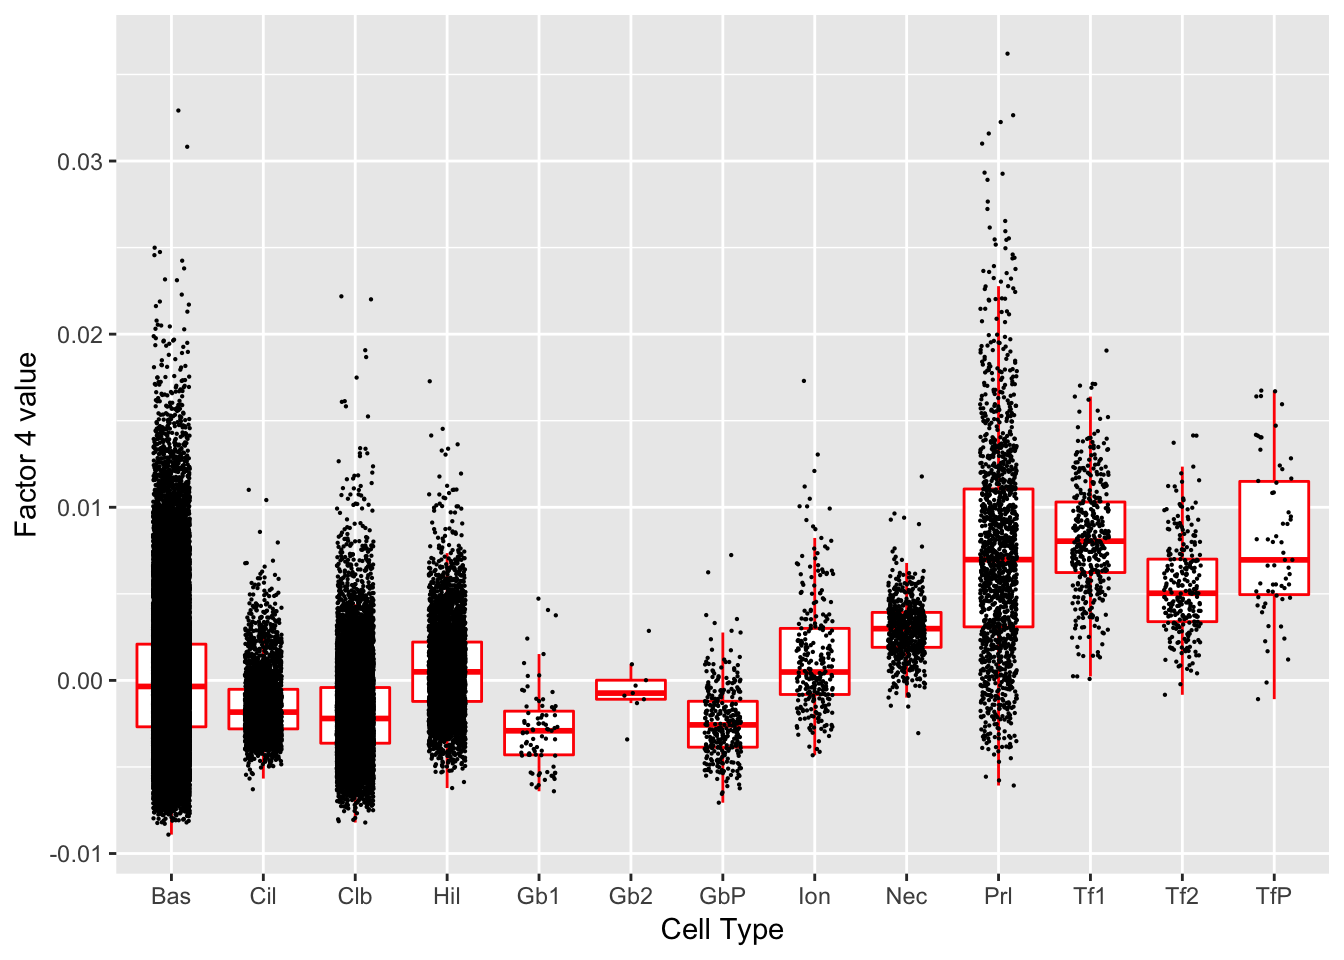 Factor 4 value
0.03
0.02
0.01
0.00
-0.01
Bas Cil Clb Hil Gb1 Gb2 GbP Ion Nec Prl Tf1 Tf2 TfP
Cell Type